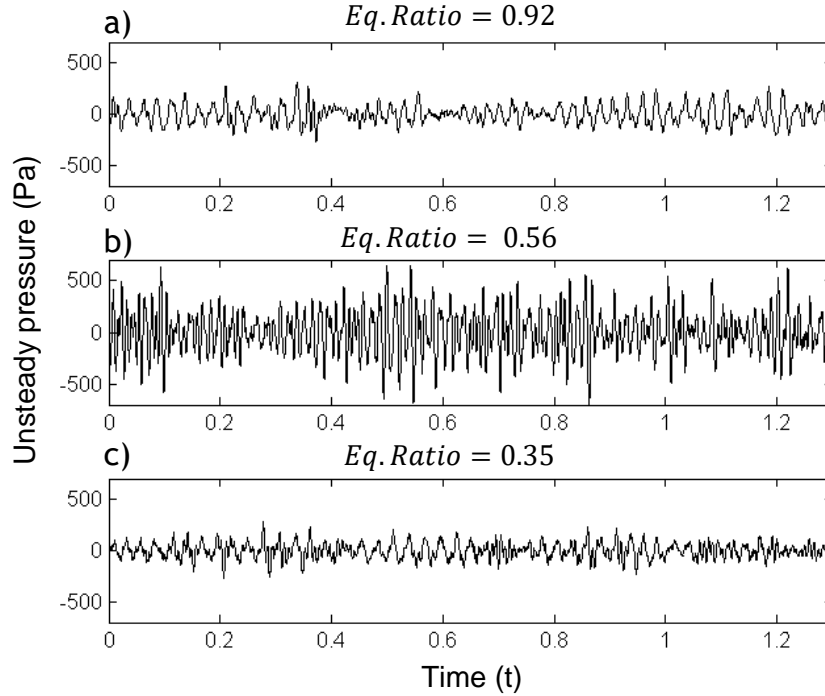 a) Eq. Ratio = 0.92
500
0
-500
0 0.2 0.4 0.6 0.8 1 1.2
b) Eq. Ratio = 0.56
500
0
-500
0 0.2 0.4 0.6 0.8 1 1.2
c) Eq. Ratio = 0.35
500
0
-500
0 0.2 0.4 0.6 0.8 1 1.2
Unsteady pressure (Pa)
Time (t)